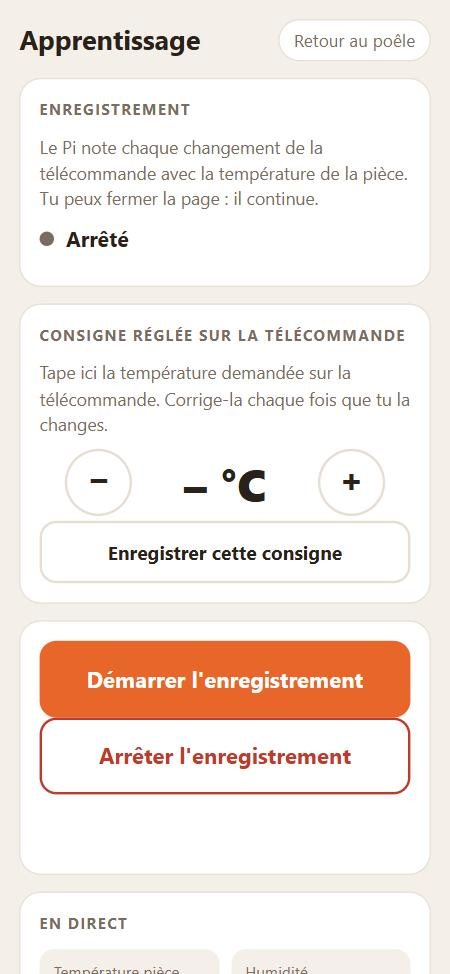 Apprentissage
Retour au poêle
ENREGISTREMENT
Le Pi note chaque changement de la
télécommande avec la température de la pièce.
Tu peux fermer la page : il continue.
Arrêté
CONSIGNE RÉGLÉE SUR LA TÉLÉCOMMANDE
Tape ici la température demandée sur la
télécommande. Corrige-la chaque fois que tu la
changes.
−
– °C
+
Enregistrer cette consigne
Démarrer l'enregistrement
Arrêter l'enregistrement
EN DIRECT
Température pièce
Humidité